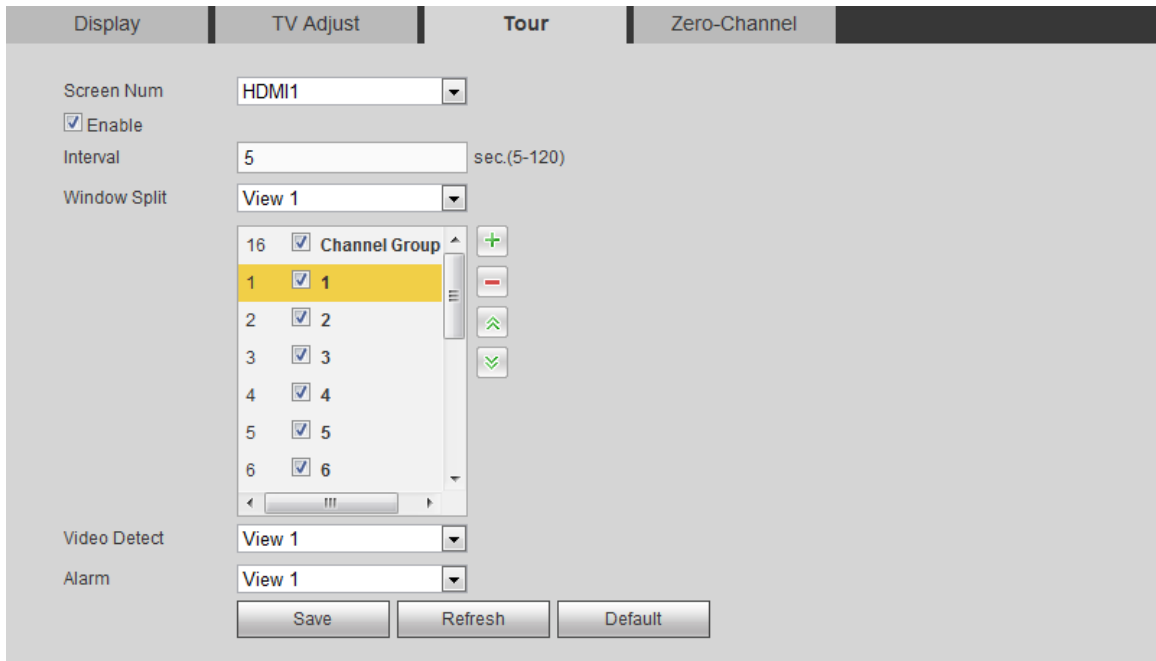 Display TV Adjust Tour Zero-Channel
Screen Num HDMI1
Enable
Interval 5 sec.(5-120)
Window Split View 1
16 Channel Group
1 1
2 2
3 3
4 4
5 5
6 6
Video Detect View 1
Alarm View 1
Save Refresh Default